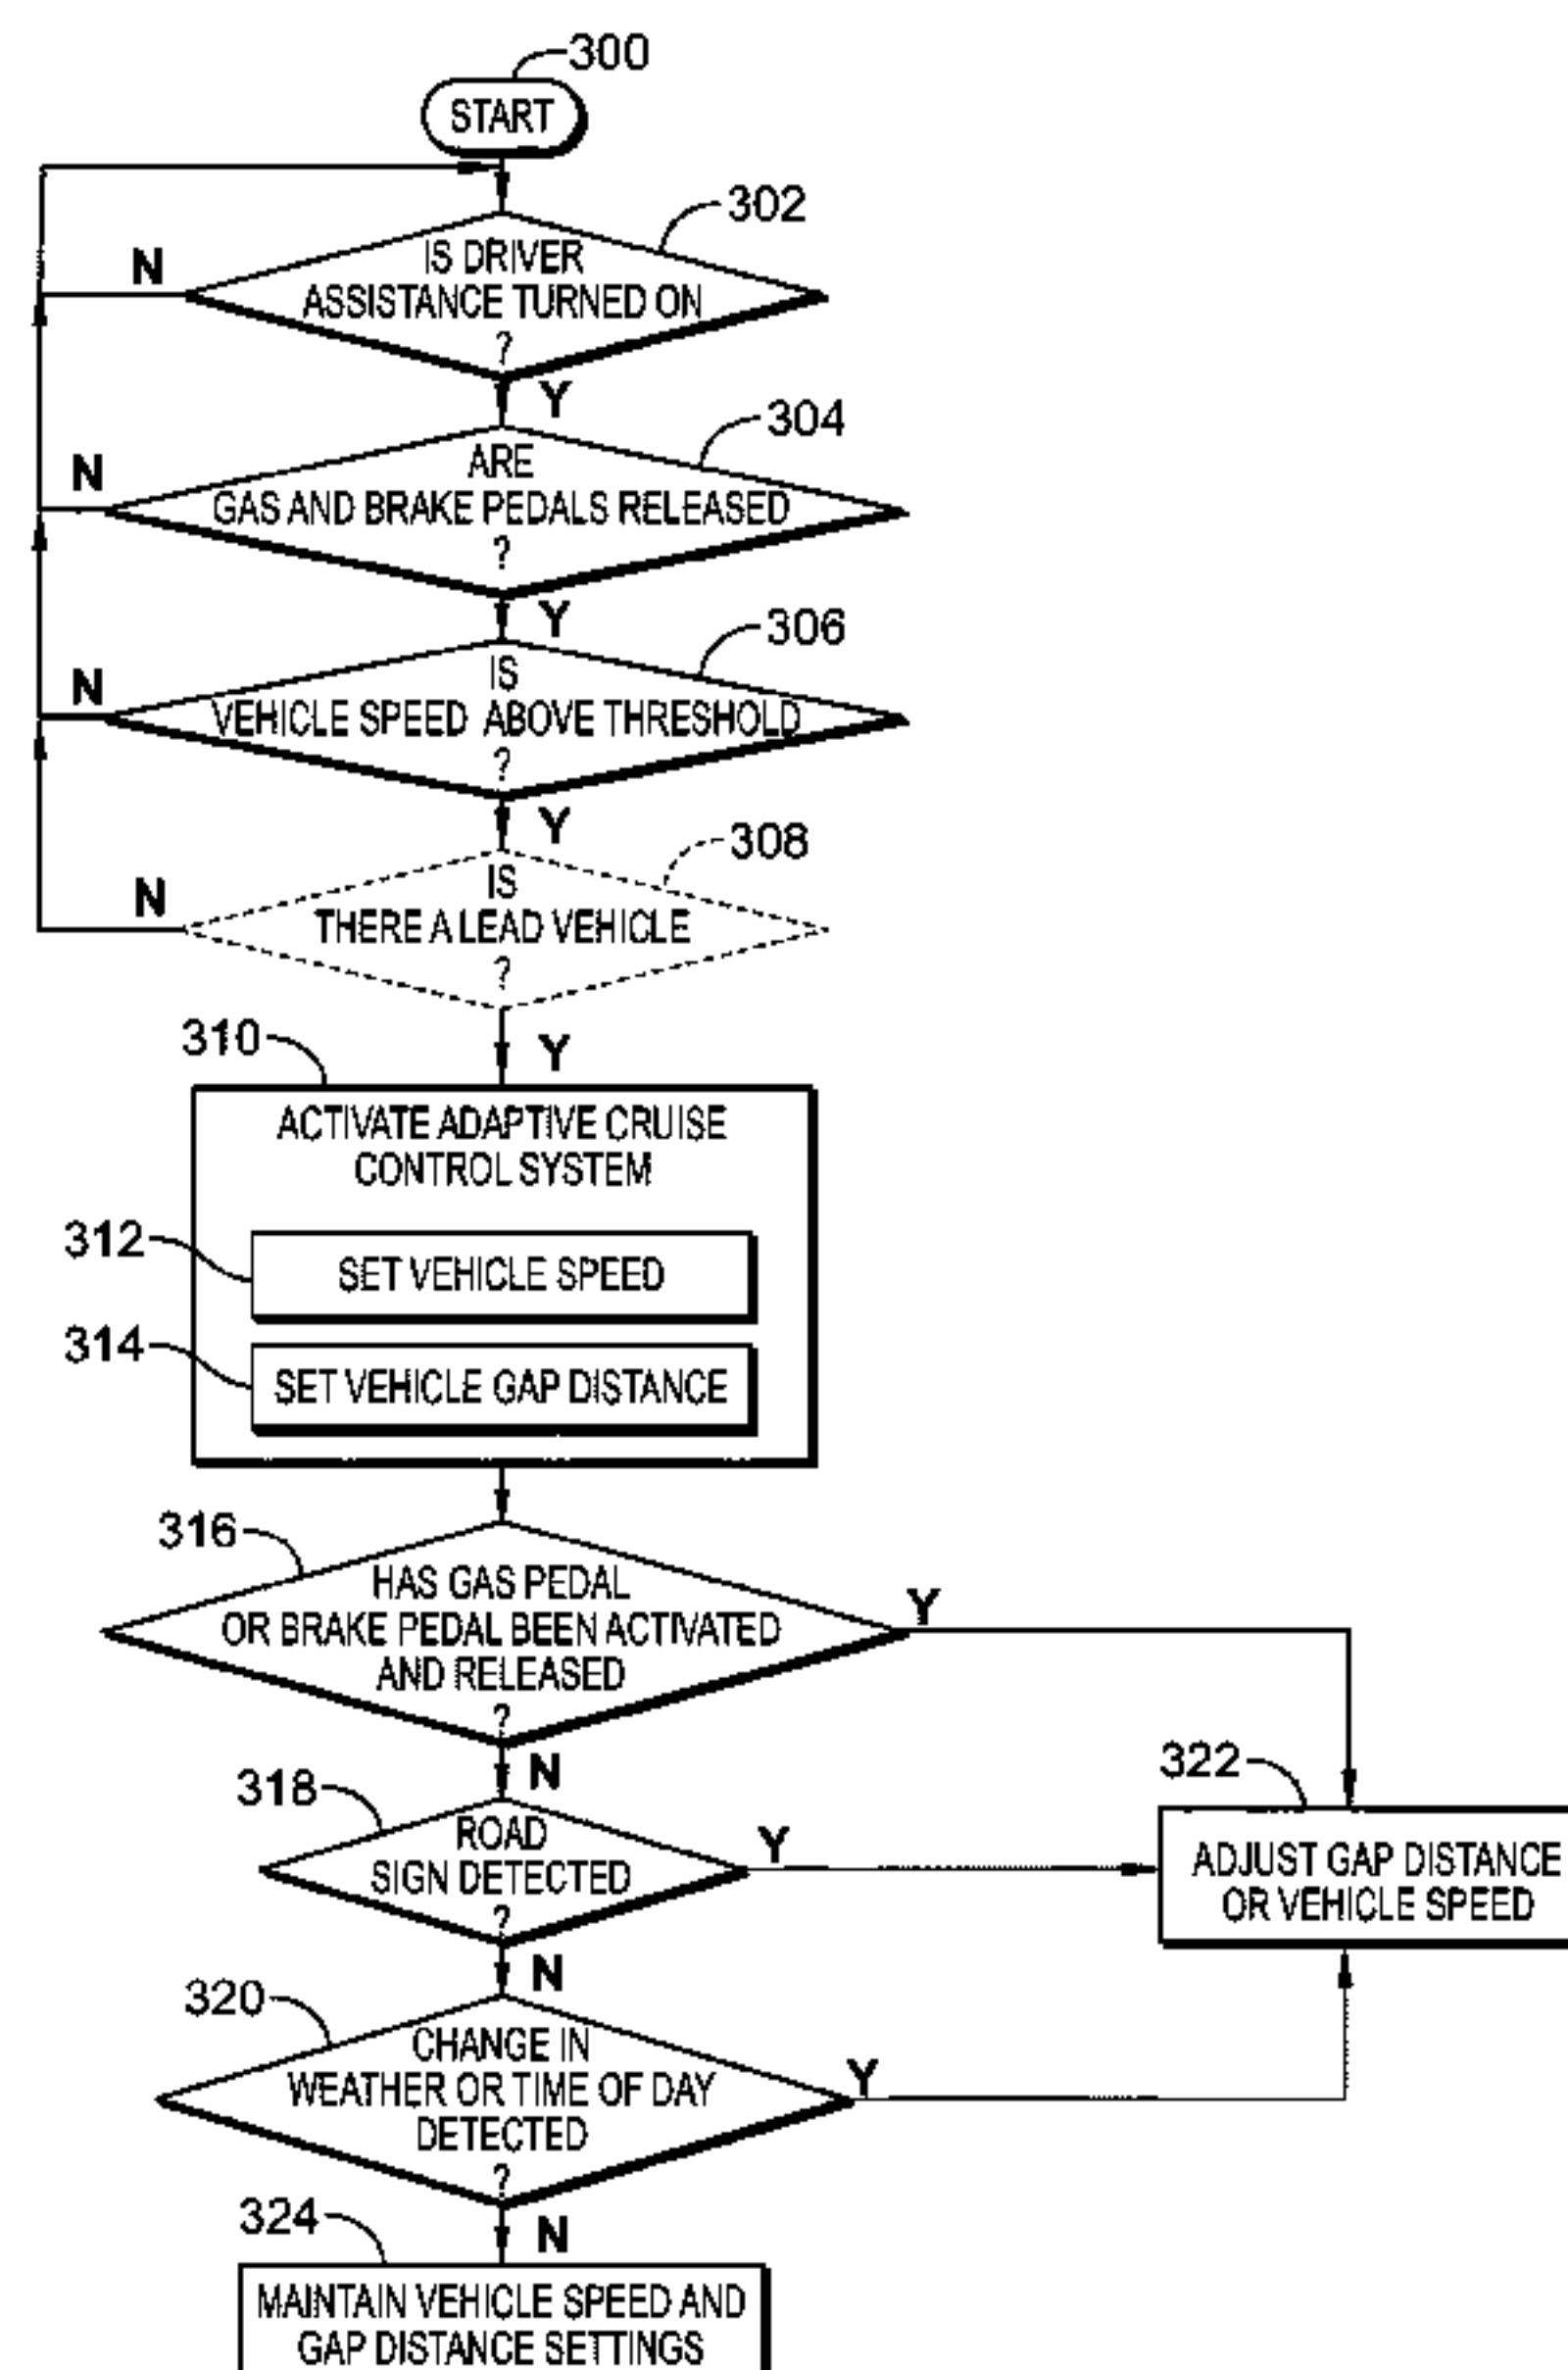 300
START
302
N
IS DRIVER
ASSISTANCE TURNED ON
?
Y
304
N
ARE
GAS AND BRAKE PEDALS RELEASED
?
Y
306
N
IS
VEHICLE SPEED ABOVE THRESHOLD
?
Y
308
N
IS
THERE A LEAD VEHICLE
?
310
Y
ACTIVATE ADAPTIVE CRUISE
CONTROL SYSTEM
312
SET VEHICLE SPEED
314
SET VEHICLE GAP DISTANCE
316
HAS GAS PEDAL
OR BRAKE PEDAL BEEN ACTIVATED
AND RELEASED
?
Y
N
318
ROAD
SIGN DETECTED
?
Y
322
ADJUST GAP DISTANCE
OR VEHICLE SPEED
N
320
CHANGE IN
WEATHER OR TIME OF DAY
DETECTED
?
Y
N
324
MAINTAIN VEHICLE SPEED AND
GAP DISTANCE SETTINGS